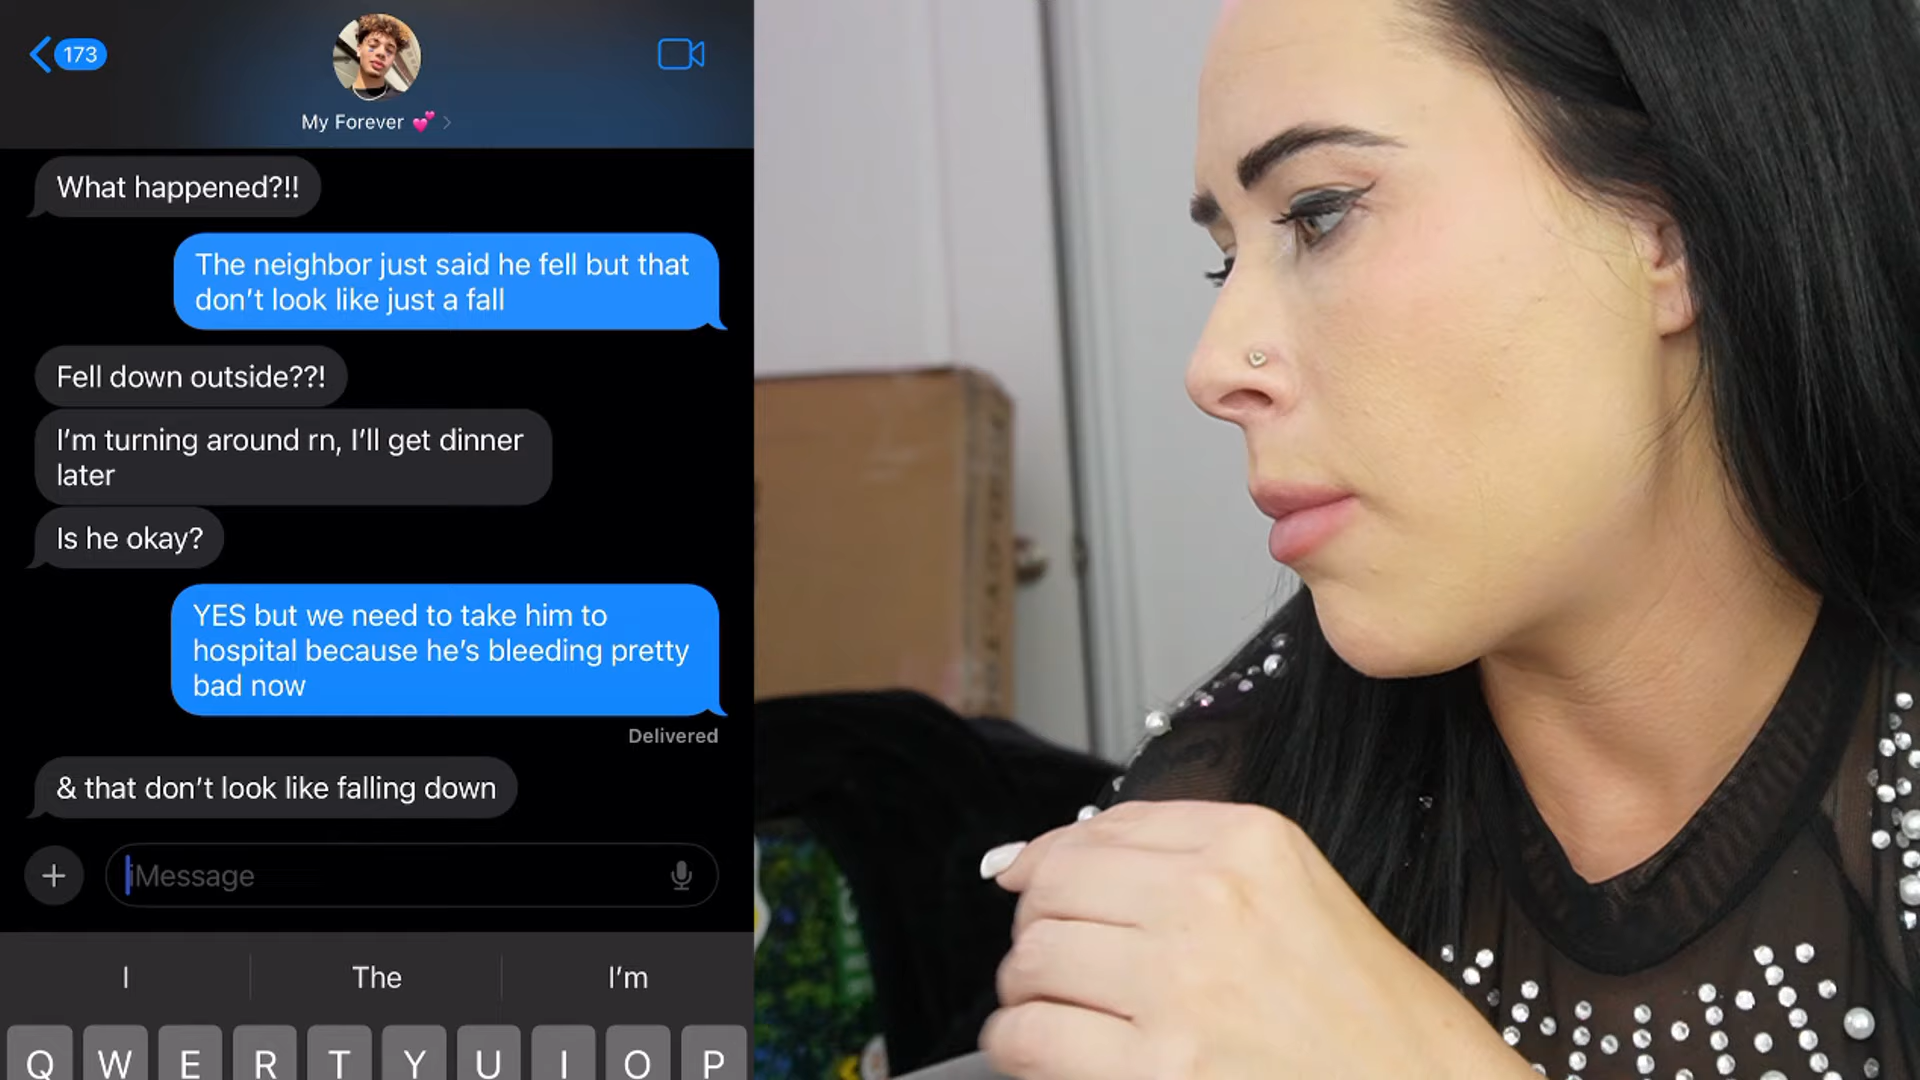 173
My Forever 💕
What happened?!!
The neighbor just said he fell but that
don't look like just a fall
Fell down outside??!
I'm turning around rn, I'll get dinner
later
Is he okay?
YES but we need to take him to
hospital because he's bleeding pretty
bad now
Delivered
& that don't look like falling down
iMessage
I The I'm
Q W E R T Y U I O P